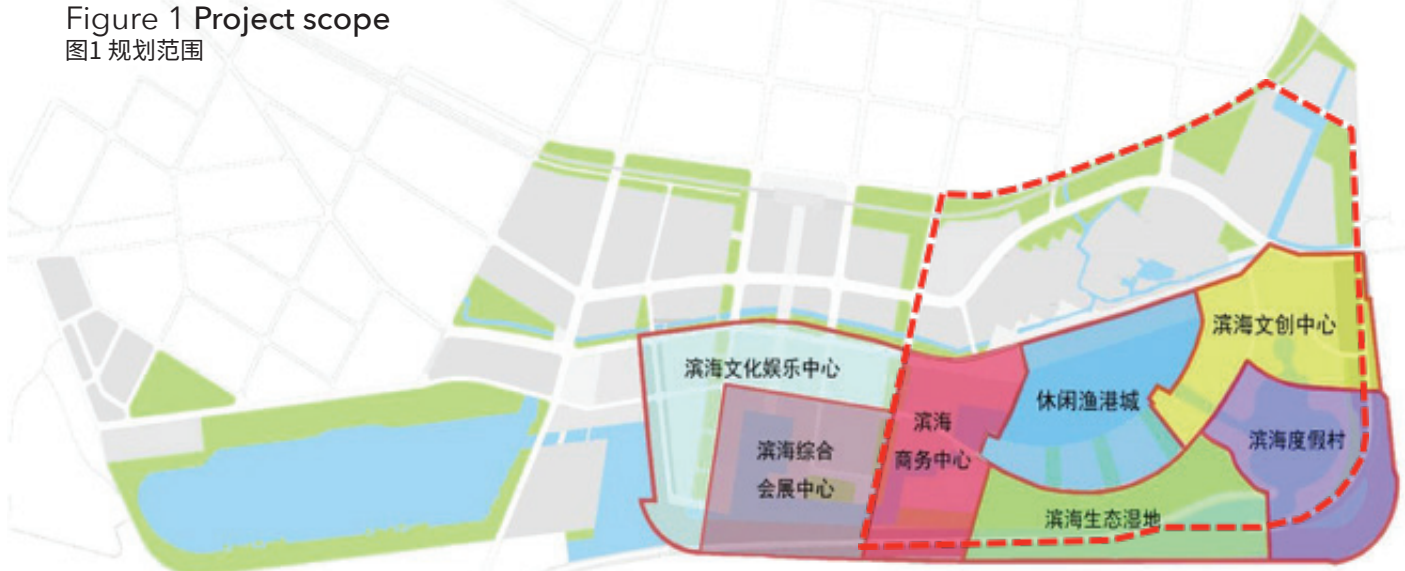 Figure 1 Project scope
图1 规划范围
滨海文创中心
滨海文化娱乐中心
休闲渔港城
滨海
商务中心
滨海度假村
滨海综合
会展中心
滨海生态湿地